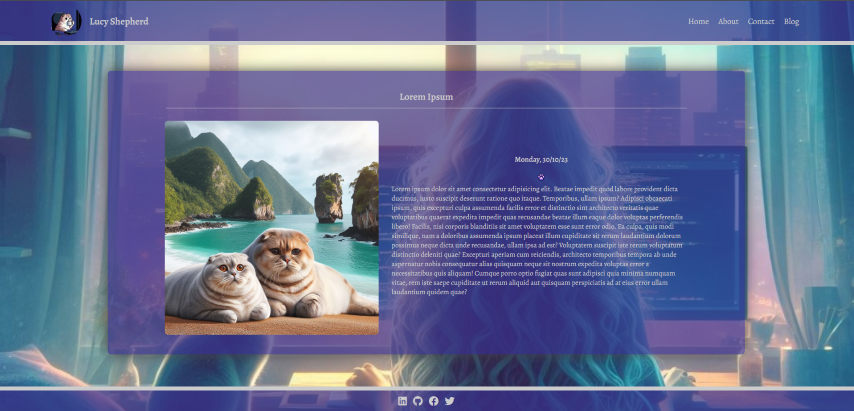 Lucy Shepherd
Home About Contact Blog
Lorem Ipsum
Monday, 30/10/23
Lorem ipsum dolor sit amet consectetur adipisicing elit. Beatae impedit quod labore provident dicta
ducimus, iusto suscipit deserunt ratione quo itaque. Temporibus, ullam ipsum? Adipisci obcaecati
ipsum, quis excepturi culpa assumenda facilis error et distinctio sint architecto veritatis quae
voluptatibus quaerat expedita impedit quas recusandae beatae illum eaque dolor voluptas perferendis
libero? Facilis, nisi corporis blanditiis sit amet voluptatem esse sunt error odio. Ea culpa, quis modi
similique, nam a doloribus assumenda ipsum placeat illum cupiditate sit rerum laudantium dolorum
possimus neque dicta unde recusandae, ullam ipsa ad est? Voluptatem suscipit iste rerum voluptatum
distinctio deleniti quae? Excepturi aperiam cum reiciendis, architecto temporibus tempora ab unde
aspernatur nobis consequatur alias quisquam neque sit nostrum expedita voluptas error a
necessitatibus quis aliquam! Cumque porro optio fugiat quas sunt adipisci quia minima numquam
vitae, rem iste saepe cupiditate ut rerum aliquid aut quisquam perspiciatis ad at eius error ullam
laudantium quidem quae?